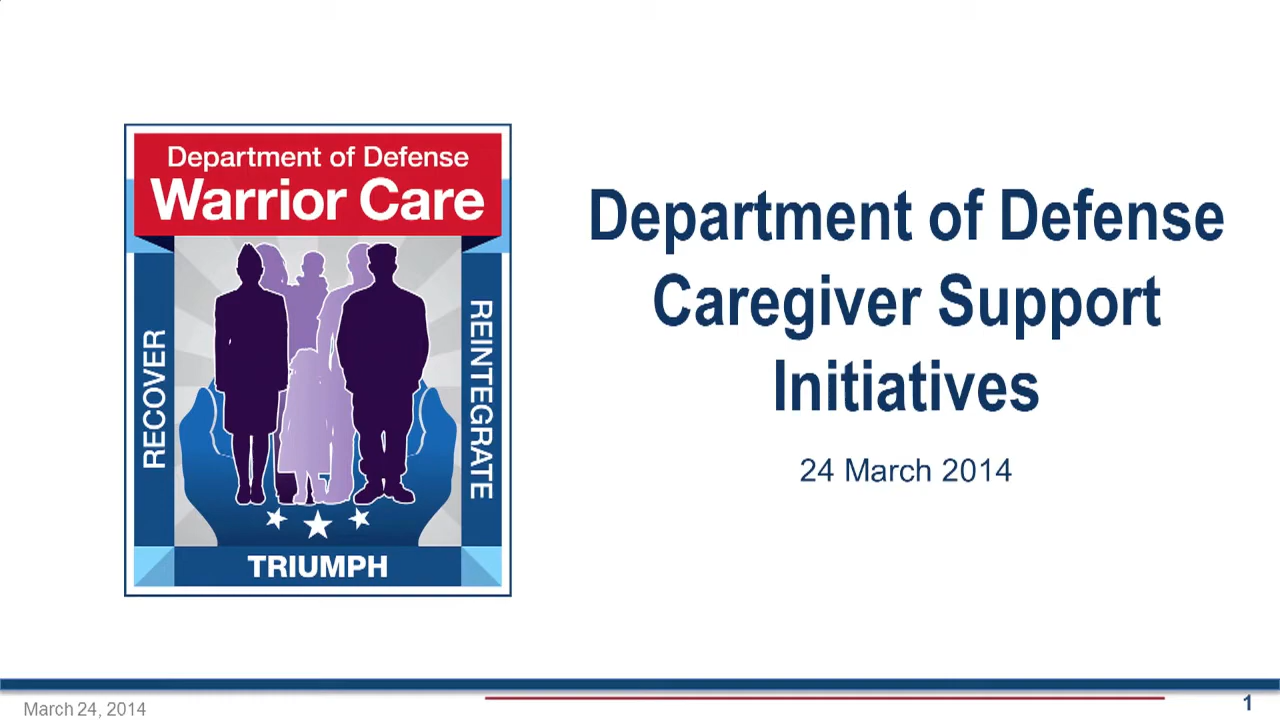 Department of Defense
Warrior Care
RECOVER
REINTEGRATE
TRIUMPH
Department of Defense
Caregiver Support
Initiatives
24 March 2014
March 24, 2014
1